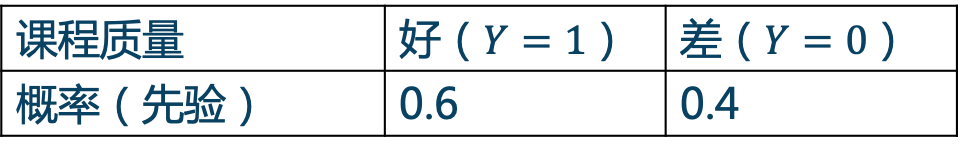 课程质量 好（Y = 1） 差（Y = 0）
概率（先验） 0.6 0.4